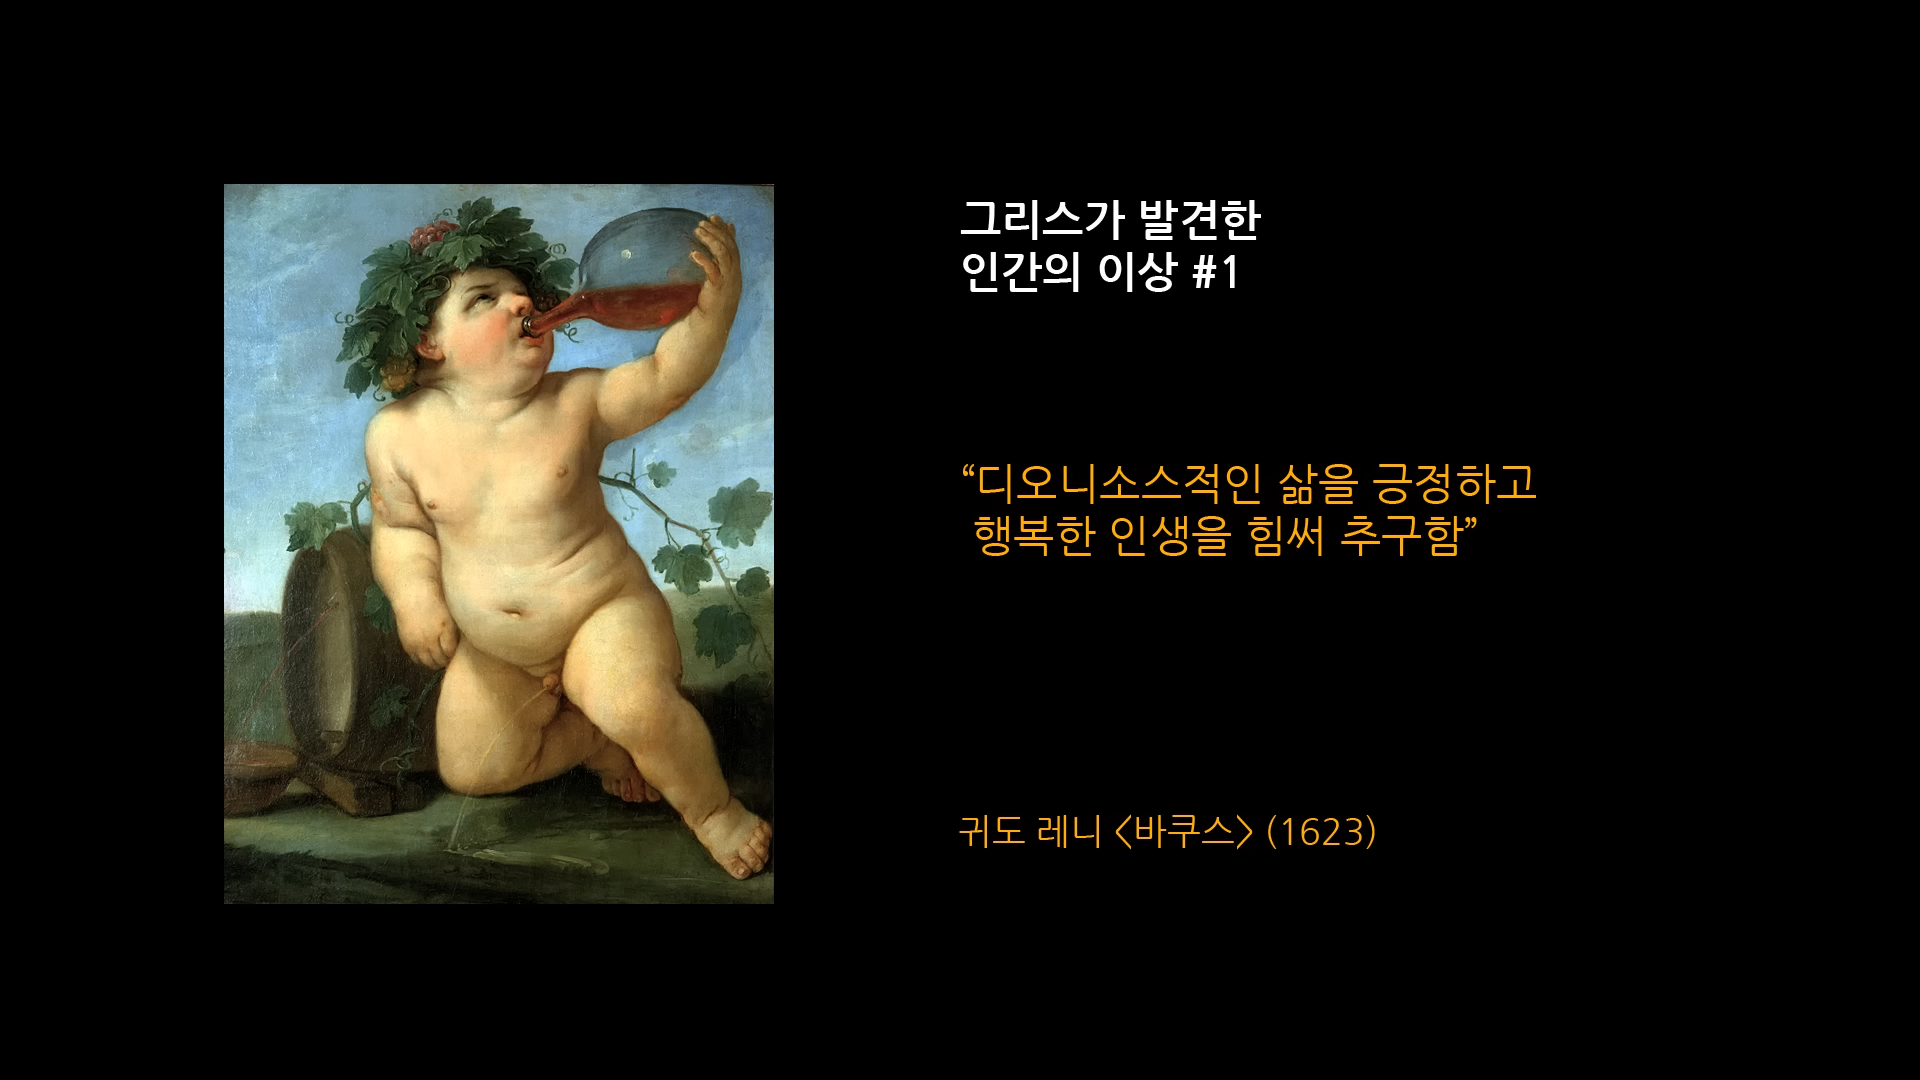 그리스가 발견한
인간의 이상 #1
“디오니소스적인 삶을 긍정하고
행복한 인생을 힘써 추구함”
귀도 레니 <바쿠스> (1623)